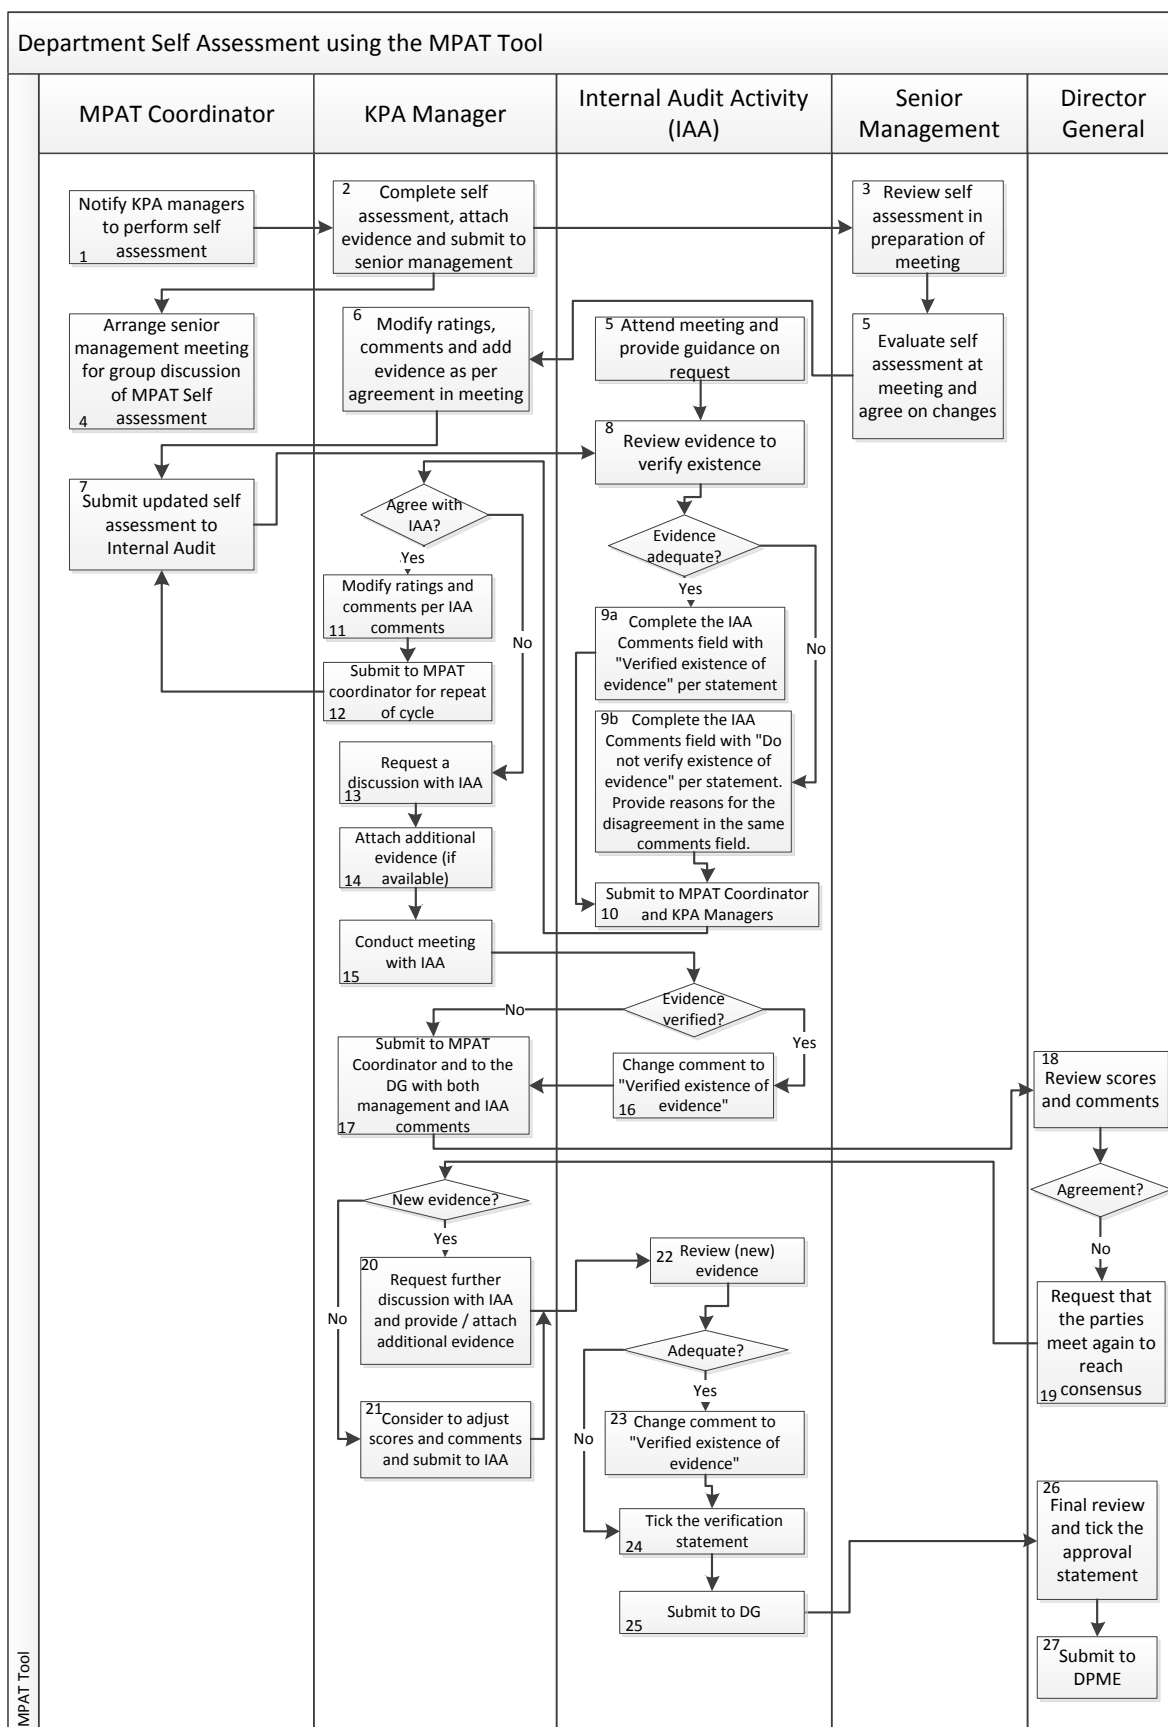 Department Self Assessment using the MPAT Tool
MPAT Coordinator
KPA Manager
Internal Audit Activity
(IAA)
Senior
Management
Director
General
Notify KPA managers
to perform self
assessment
1
2
Complete self
assessment, attach
evidence and submit to
senior management
3
Review self
assessment in
preparation of
meeting
Arrange senior
management meeting
for group discussion
of MPAT Self
assessment
4
6
Modify ratings,
comments and add
evidence as per
agreement in meeting
5
Attend meeting and
provide guidance on
request
5
Evaluate self
assessment at
meeting and
agree on changes
7
Submit updated self
assessment to
Internal Audit
8
Review evidence to
verify existence
Agree with
IAA?
Yes
No
Evidence
adequate?
Yes
No
Modify ratings and
comments per IAA
comments
11
9a
Complete the IAA
Comments field with
"Verified existence of
evidence" per statement
Submit to MPAT
coordinator for repeat
of cycle
12
9b
Complete the IAA
Comments field with "Do
not verify existence of
evidence" per statement.
Provide reasons for the
disagreement in the same
comments field.
Request a
discussion with IAA
13
Attach additional
evidence (if
available)
14
Submit to MPAT Coordinator
and KPA Managers
10
Conduct meeting
with IAA
15
Evidence
verified?
No
Yes
Submit to MPAT
Coordinator and to the
DG with both
management and IAA
comments
17
Change comment to
"Verified existence of
evidence"
16
18
Review scores
and comments
Agreement?
No
New evidence?
Yes
No
20
Request further
discussion with IAA
and provide / attach
additional evidence
22
Review (new)
evidence
Request that
the parties
meet again to
reach
consensus
19
Adequate?
Yes
No
21
Consider to adjust
scores and comments
and submit to IAA
23
Change comment to
"Verified existence of
evidence"
Tick the verification
statement
24
26
Final review
and tick the
approval
statement
Submit to DG
25
27
Submit to
DPME
MPAT Tool